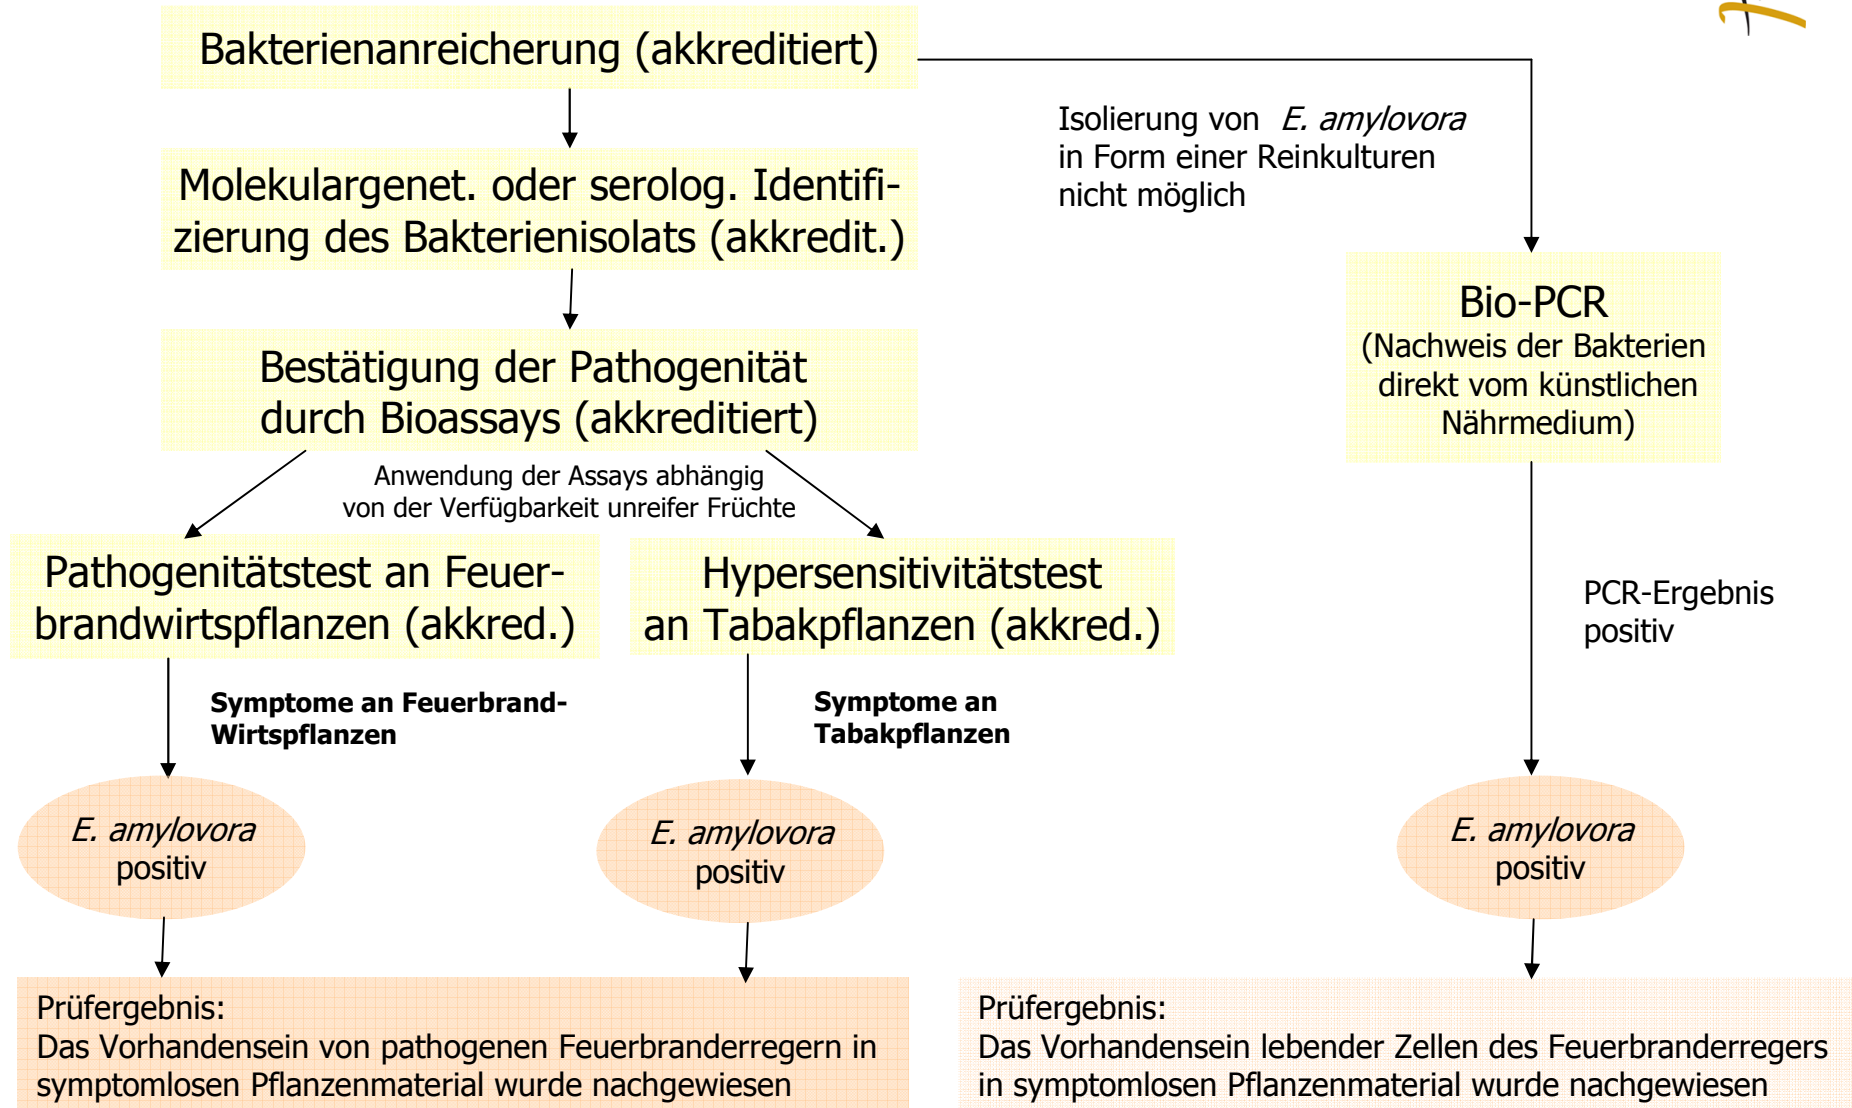 Bakterienanreicherung (akkreditiert)
Isolierung von E. amylovora
in Form einer Reinkulturen
nicht möglich
Molekulargenet. oder serolog. Identifi-
zierung des Bakterienisolats (akkredit.)
Bio-PCR
(Nachweis der Bakterien
direkt vom künstlichen
Nährmedium)
Bestätigung der Pathogenität
durch Bioassays (akkreditiert)
Anwendung der Assays abhängig
von der Verfügbarkeit unreifer Früchte
Pathogenitätstest an Feuer-
brandwirtspflanzen (akkred.)
Hypersensitivitätstest
an Tabakpflanzen (akkred.)
PCR-Ergebnis
positiv
Symptome an Feuerbrand-
Wirtspflanzen
Symptome an
Tabakpflanzen
E. amylovora
positiv
E. amylovora
positiv
E. amylovora
positiv
Prüfergebnis:
Das Vorhandensein von pathogenen Feuerbranderregern in
symptomlosen Pflanzenmaterial wurde nachgewiesen
Prüfergebnis:
Das Vorhandensein lebender Zellen des Feuerbranderregers
in symptomlosen Pflanzenmaterial wurde nachgewiesen